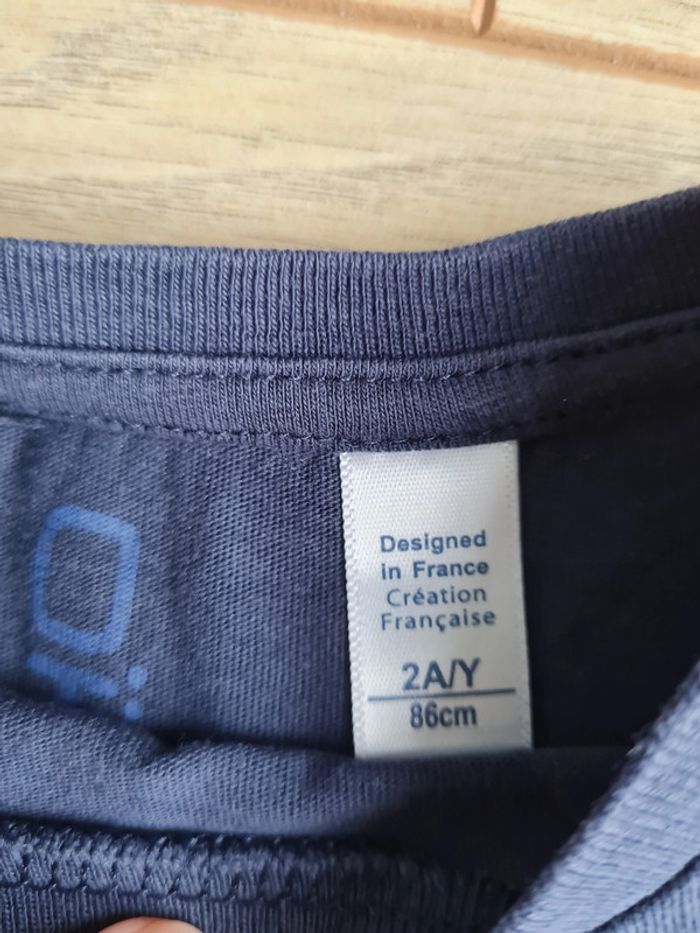 Designed
in France
Création
Française
2A/Y
86cm